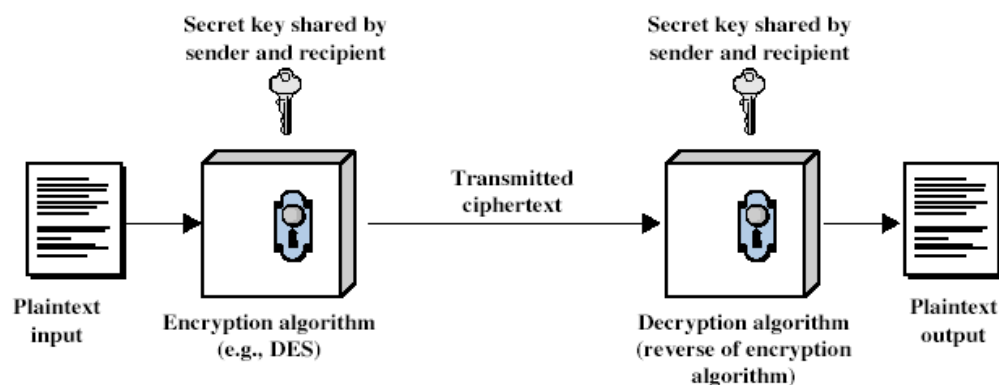 Secret key shared by
sender and recipient
Secret key shared by
sender and recipient
Transmitted
ciphertext
Plaintext
input
Encryption algorithm
(e.g., DES)
Decryption algorithm
(reverse of encryption
algorithm)
Plaintext
output